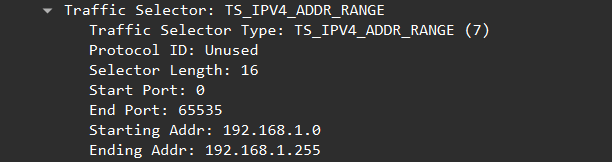 Traffic Selector: TS_IPV4_ADDR_RANGE
Traffic Selector Type: TS_IPV4_ADDR_RANGE (7)
Protocol ID: Unused
Selector Length: 16
Start Port: 0
End Port: 65535
Starting Addr: 192.168.1.0
Ending Addr: 192.168.1.255